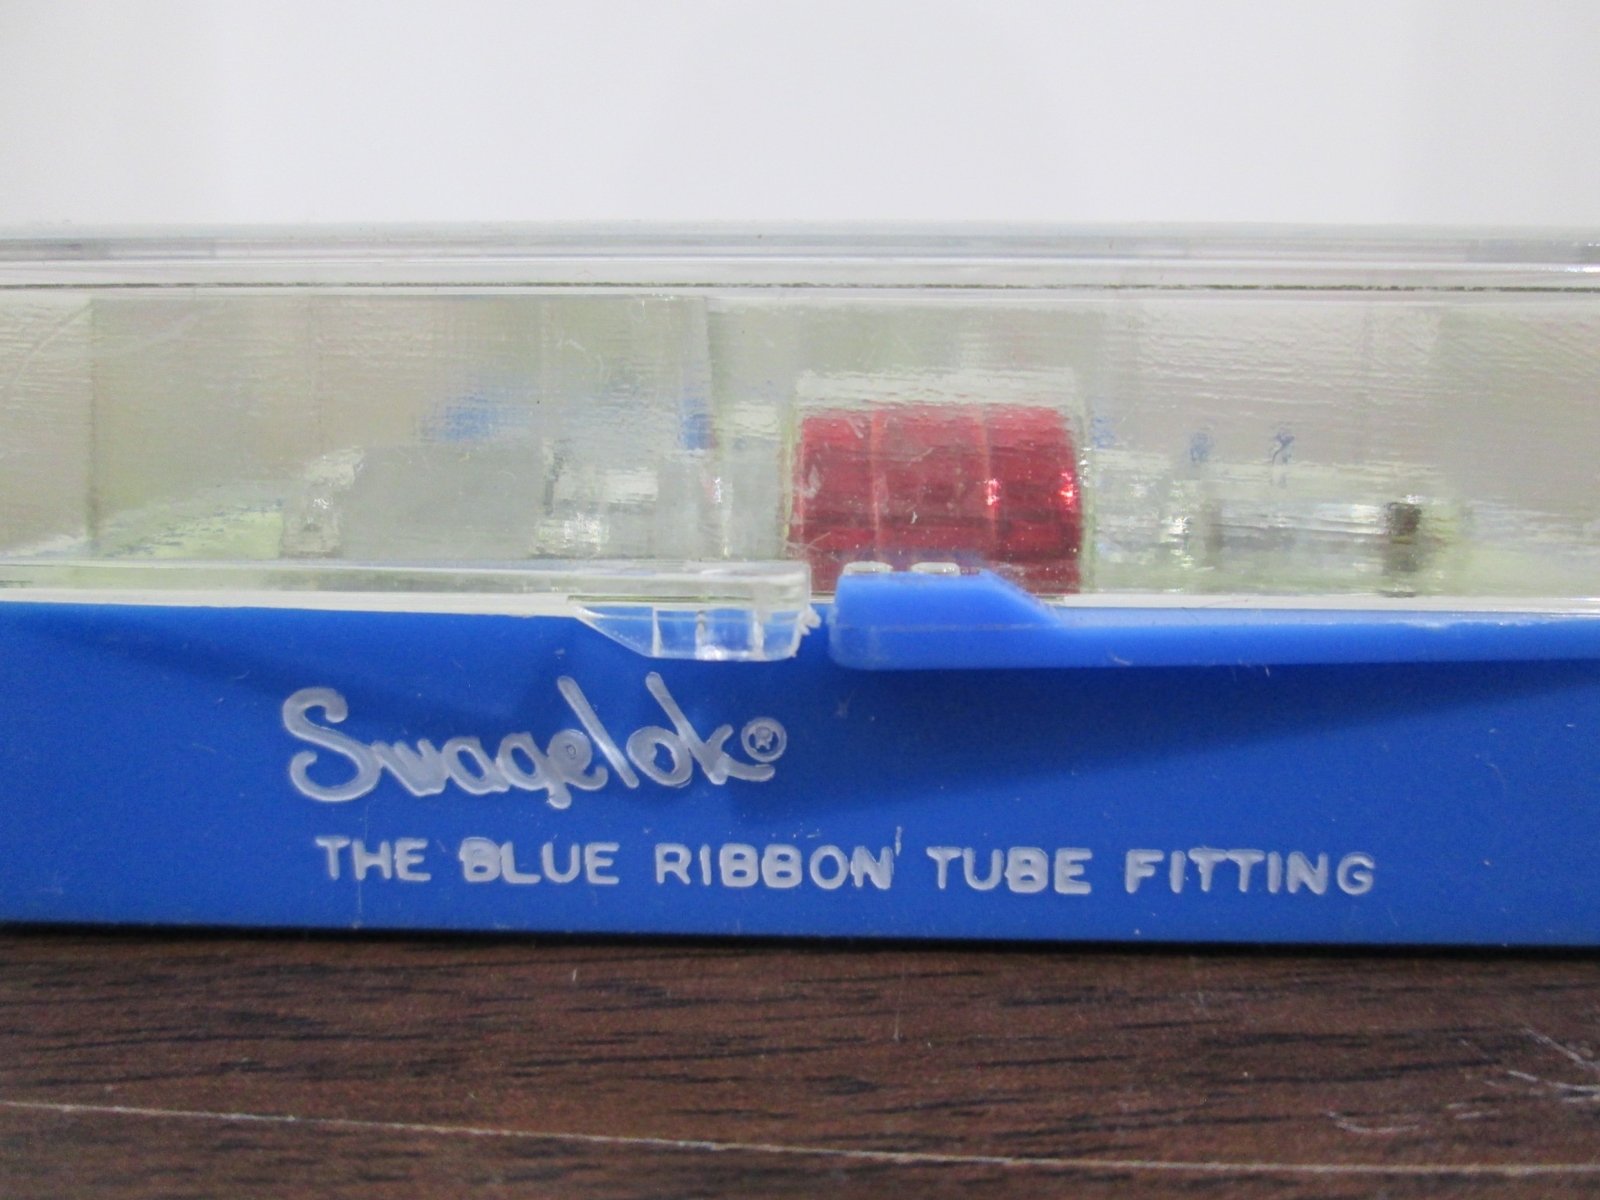 Swagelok®
THE BLUE RIBBON' TUBE FITTING